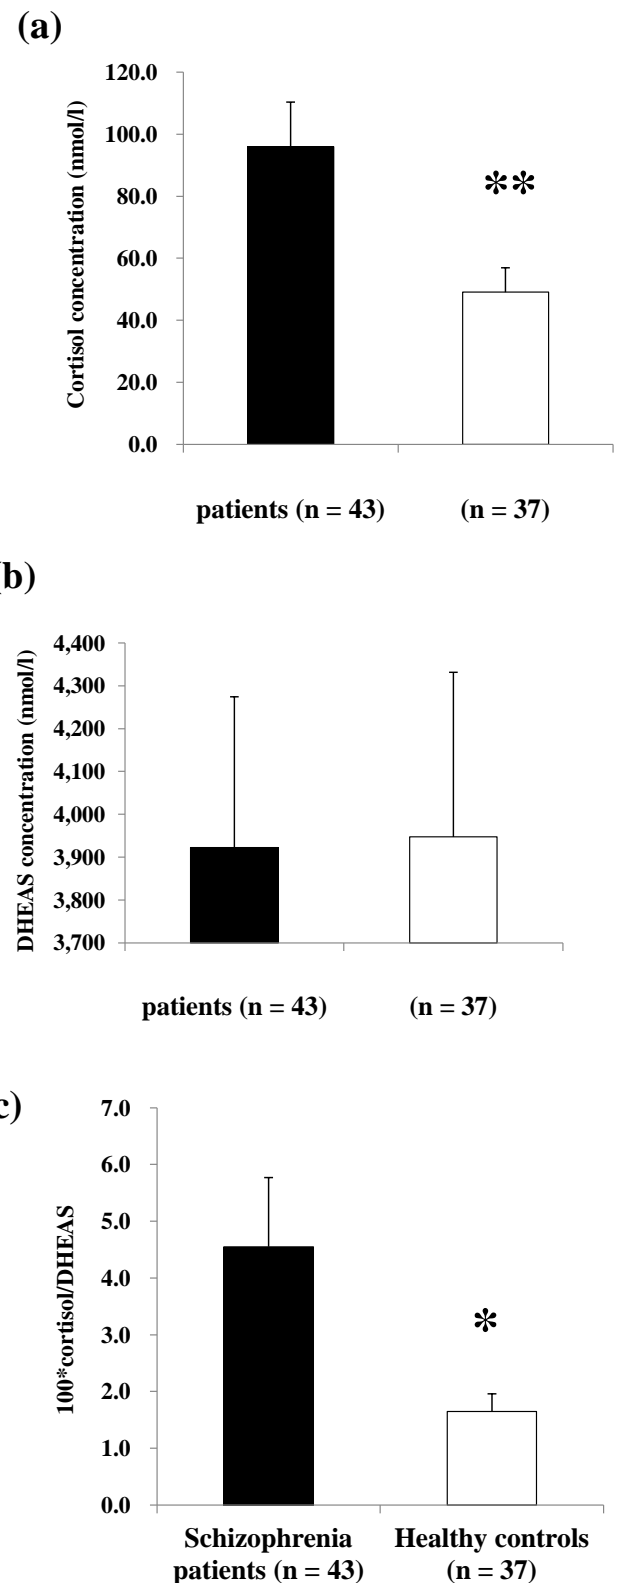 (a)
Cortisol concentration (nmol/l)
120.0
100.0
80.0
60.0
40.0
20.0
0.0
**
patients (n = 43) (n = 37)
b)
DHEAS concentration (nmol/l)
4,400
4,300
4,200
4,100
4,000
3,900
3,800
3,700
patients (n = 43) (n = 37)
c)
100*cortisol/DHEAS
7.0
6.0
5.0
4.0
3.0
2.0
1.0
0.0
*
Schizophrenia Healthy controls
patients (n = 43) (n = 37)